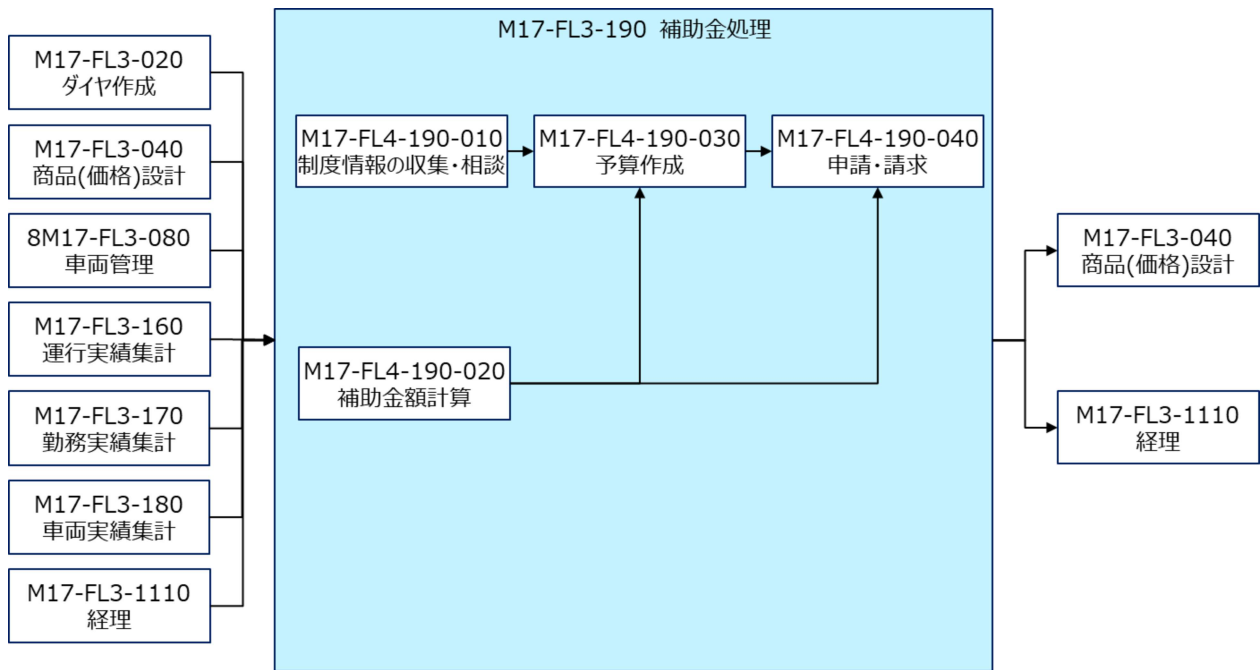 M17-FL3-190 補助金処理
M17-FL3-020
ダイヤ作成
M17-FL3-040
商品(価格)設計
8M17-FL3-080
車両管理
M17-FL3-160
運行実績集計
M17-FL3-170
勤務実績集計
M17-FL3-180
車両実績集計
M17-FL3-1110
経理
M17-FL4-190-010
制度情報の収集・相談
M17-FL4-190-030
予算作成
M17-FL4-190-040
申請・請求
M17-FL4-190-020
補助金額計算
M17-FL3-040
商品(価格)設計
M17-FL3-1110
経理